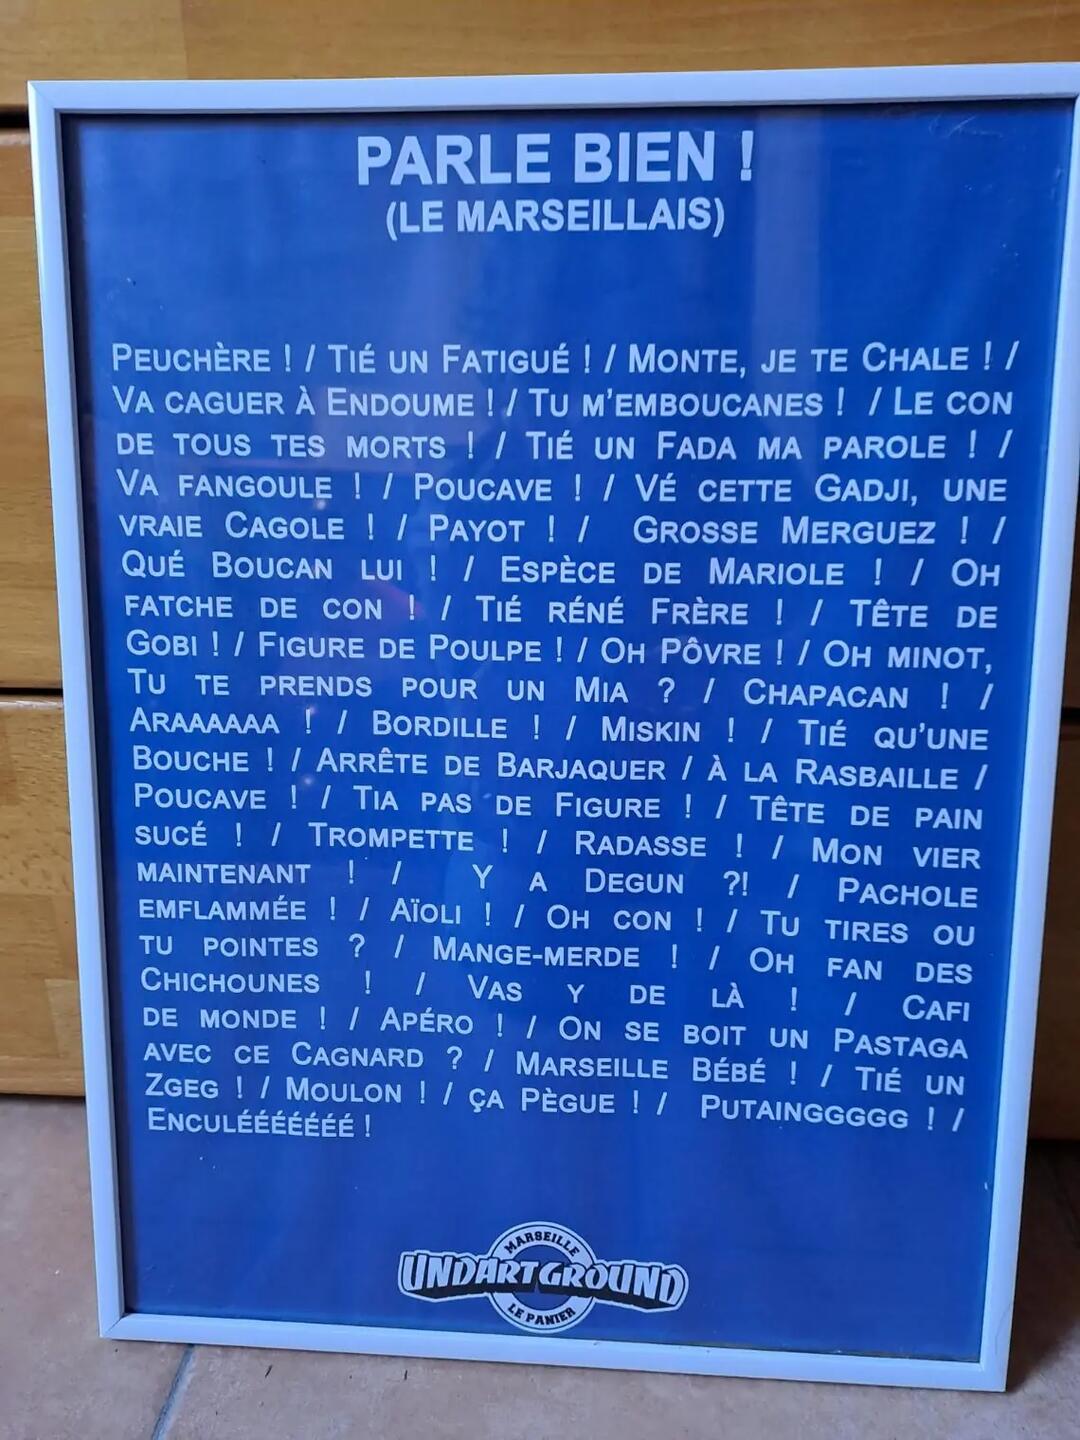 PARLE BIEN !
(LE MARSEILLAIS)
PEUCHÈRE ! / TIÉ UN FATIGUÉ ! / MONTE, JE TE CHALE ! /
VA CAGUER À ENDOUME ! / TU M'EMBOUCANES ! / LE CON
DE TOUS TES MORTS ! / TIÉ UN FADA MA PAROLE ! /
VA FANGOULE ! / POUCAVE ! / VÉ CETTE GADJI, UNE
VRAIE CAGOLE ! / PAYOT ! / GROSSE MERGUEZ ! /
QUÉ BOUCAN LUI ! / ESPÈCE DE MARIOLE ! / OH
FATCHE DE CON ! / TIÉ RÉNÉ FRÈRE ! / TÊTE DE
GOBI ! / FIGURE DE POULPE ! / OH PÔVRE ! / OH MINOT,
TU TE PRENDS POUR UN MIA ? / CHAPACAN ! /
ARAAAAAA ! / BORDILLE ! / MISKIN ! / TIÉ QU'UNE
BOUCHE ! / ARRÊTE DE BARJAQUER / À LA RASBAILLE /
POUCAVE ! / TIA PAS DE FIGURE ! / TÊTE DE PAIN
SUCÉ ! / TROMPETTE ! / RADASSE ! / MON VIER
MAINTENANT ! / Y A DEGUN ?! / PACHOLE
EMFLAMMÉE ! / AÏOLI ! / OH CON ! / TU TIRES OU
TU POINTES ? / MANGE-MERDE ! / OH FAN DES
CHICHOUNES ! / VAS Y DE LÀ ! / CAFI
DE MONDE ! / APÉRO ! / ON SE BOIT UN PASTAGA
AVEC CE CAGNARD ? / MARSEILLE BÉBÉ ! / TIÉ UN
ZGEG ! / MOULON ! / ÇA PÈGUE ! / PUTAINGGGGG ! /
ENCULÉÉÉÉÉÉÉ !
MARSEILLE
UNDARTGROUND
LE PANIER